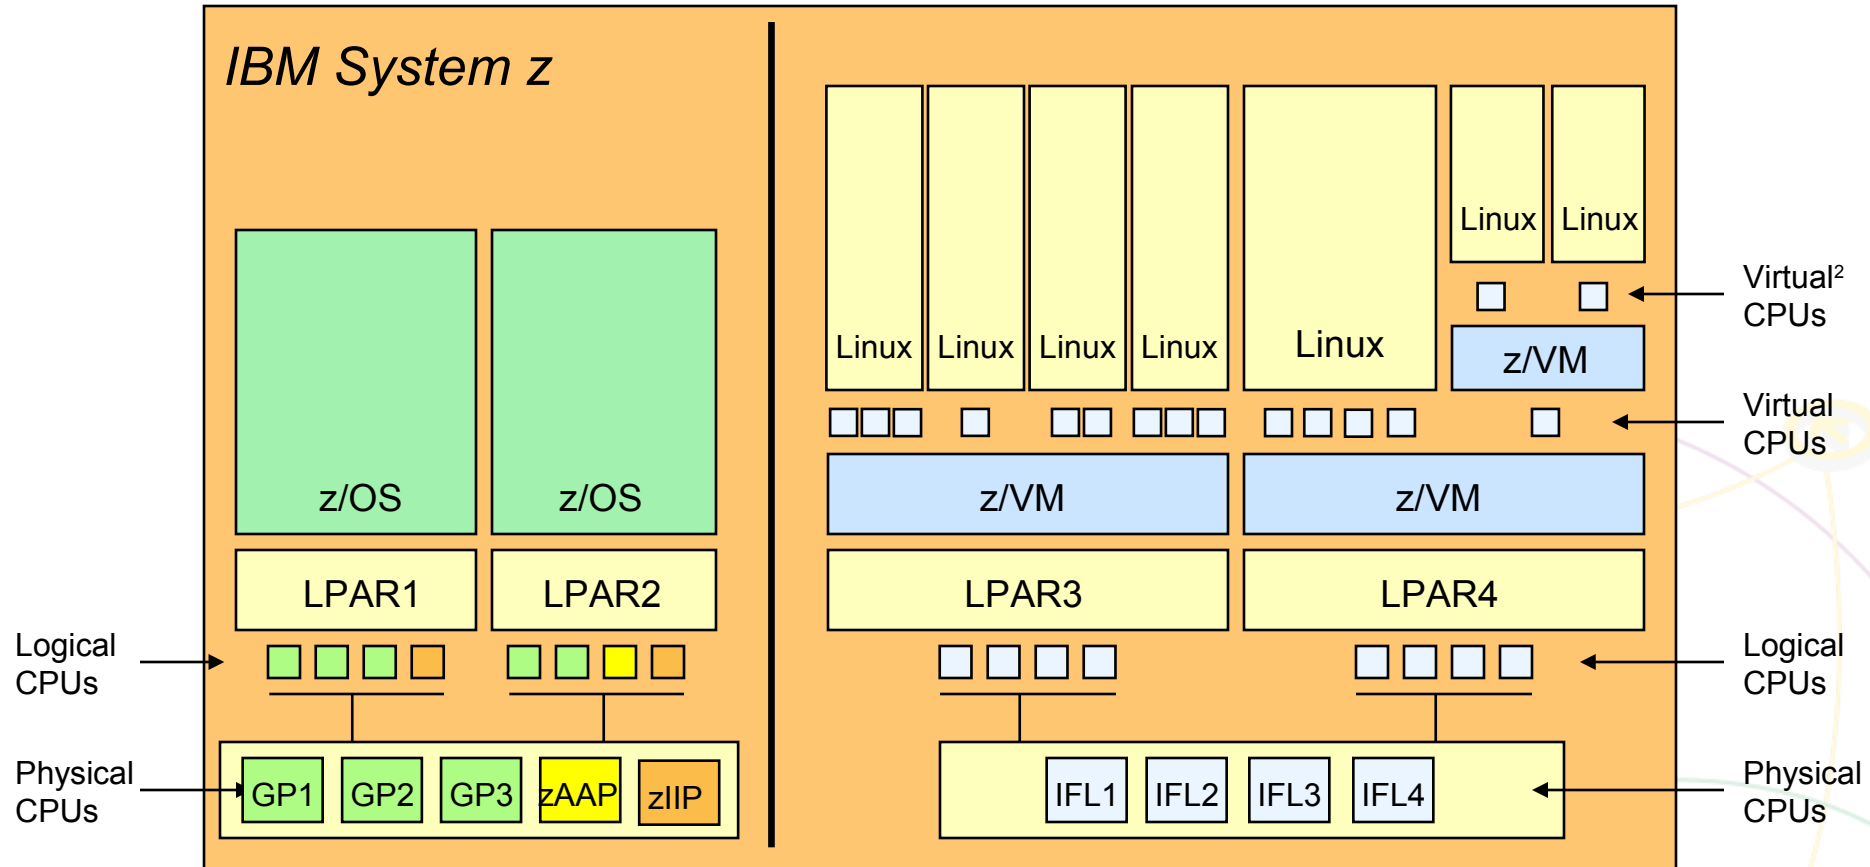 IBM System z
Linux Linux
Virtual²
CPUs
Linux Linux Linux Linux Linux
z/VM
Virtual
CPUs
z/OS z/OS z/VM z/VM
LPAR1 LPAR2 LPAR3 LPAR4
Logical
CPUs
Logical
CPUs
Physical
CPUs
GP1 GP2 GP3 zAAP zIIP
IFL1 IFL2 IFL3 IFL4
Physical
CPUs